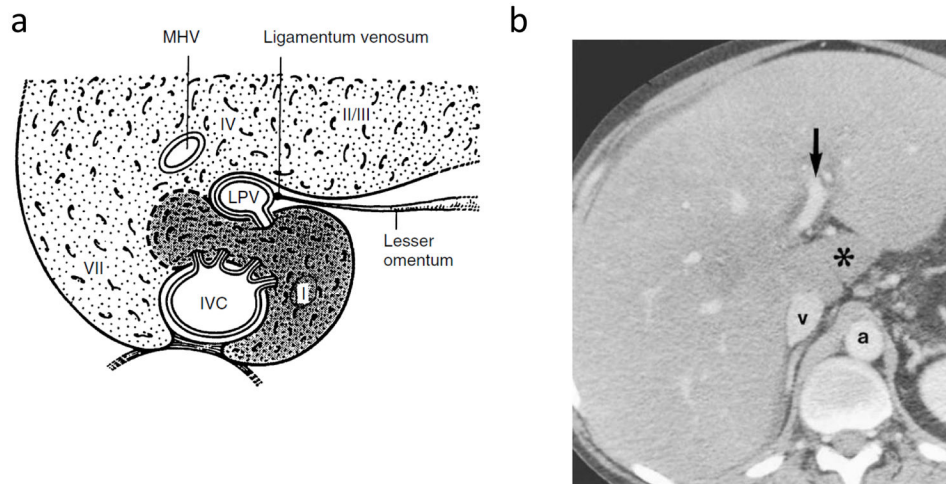 a
MHV
Ligamentum venosum
IV
II/III
LPV
Lesser
omentum
VII
IVC
I
b
*
v
a